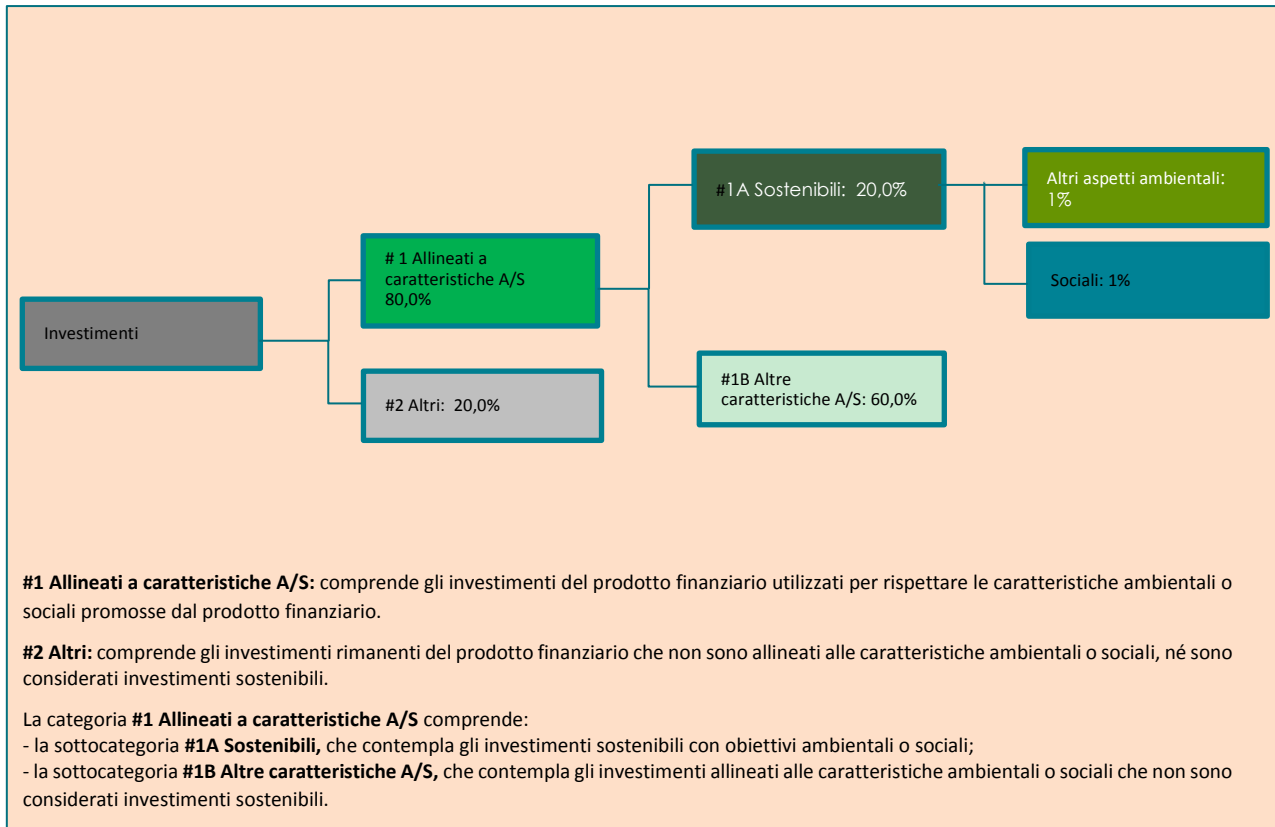 #1A Sostenibili:  20,0%
Altri aspetti ambientali:
1%
# 1 Allineati a
caratteristiche A/S
80,0%
Sociali: 1%
Investimenti
#1B Altre
caratteristiche A/S: 60,0%
#2 Altri:  20,0%
#1 Allineati a caratteristiche A/S: comprende gli investimenti del prodotto finanziario utilizzati per rispettare le caratteristiche ambientali o
sociali promosse dal prodotto finanziario.
#2 Altri: comprende gli investimenti rimanenti del prodotto finanziario che non sono allineati alle caratteristiche ambientali o sociali, né sono
considerati investimenti sostenibili.
La categoria #1 Allineati a caratteristiche A/S comprende:
- la sottocategoria #1A Sostenibili, che contempla gli investimenti sostenibili con obiettivi ambientali o sociali;
- la sottocategoria #1B Altre caratteristiche A/S, che contempla gli investimenti allineati alle caratteristiche ambientali o sociali che non sono
considerati investimenti sostenibili.